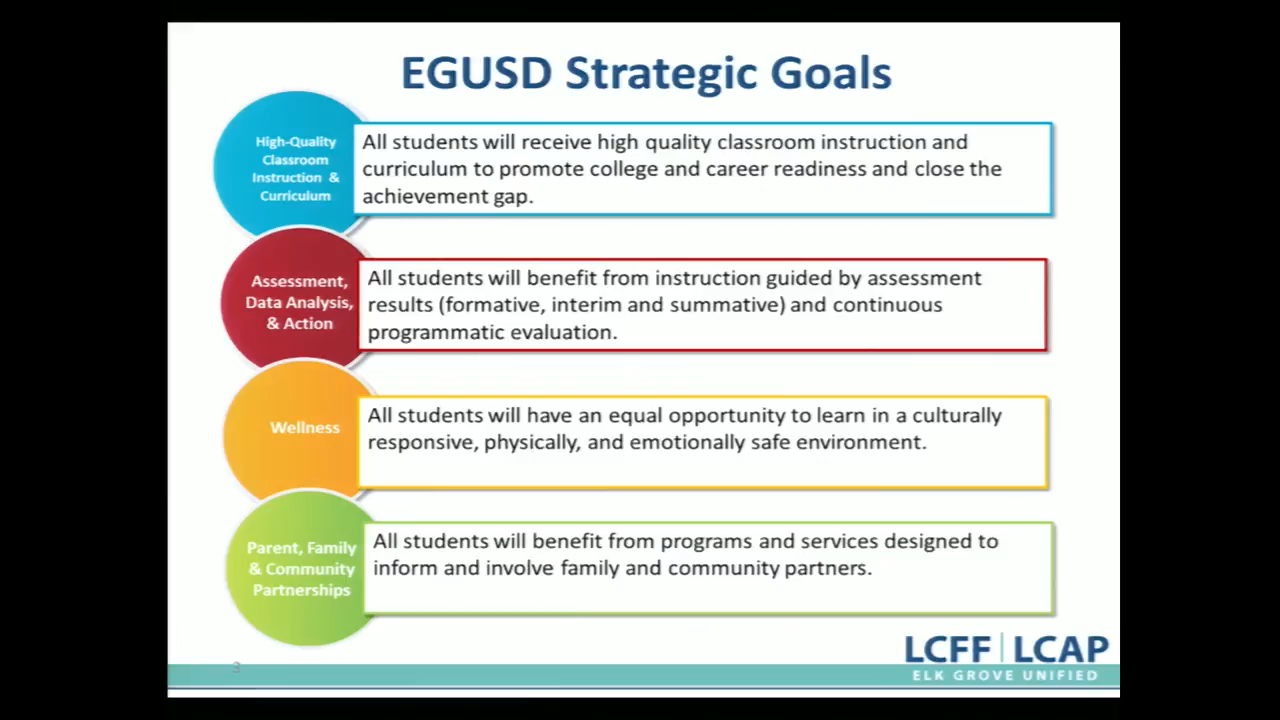 EGUSD Strategic Goals
High-Quality
Classroom
Instruction &
Curriculum
All students will receive high quality classroom instruction and
curriculum to promote college and career readiness and close the
achievement gap.
Assessment,
Data Analysis,
& Action
All students will benefit from instruction guided by assessment
results (formative, interim and summative) and continuous
programmatic evaluation.
Wellness
All students will have an equal opportunity to learn in a culturally
responsive, physically, and emotionally safe environment.
Parent, Family
& Community
Partnerships
All students will benefit from programs and services designed to
inform and involve family and community partners.
3
LCFF | LCAP
ELK GROVE UNIFIED